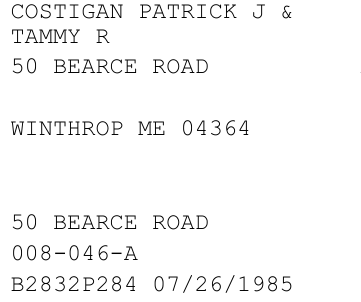 COSTIGAN PATRICK J &
TAMMY R
50 BEARCE ROAD
WINTHROP ME 04364
50 BEARCE ROAD
008-046-A
B2832P284 07/26/1985